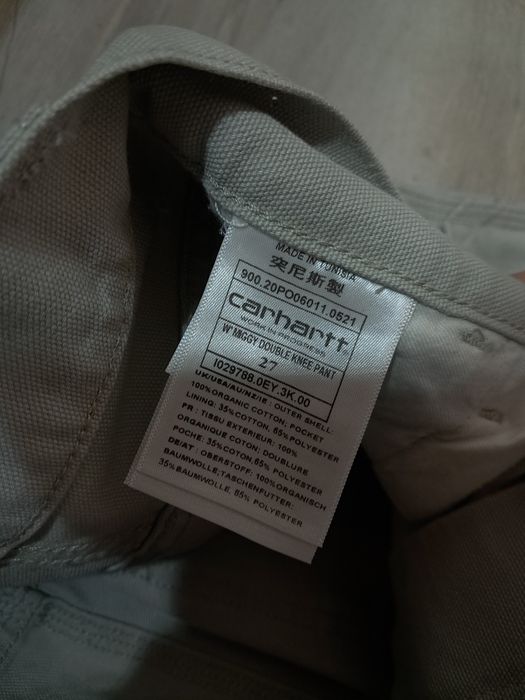 MADE IN TUNISIA
突尼斯製
900.20PO06011.0521
carhartt
WORK IN PROGRESS
W' MIGGY DOUBLE KNEE PANT
27
I029788.0EY.3K.00
UK/USA/AU/NZ/IE: OUTER SHELL:
100%ORGANIC COTTON; POCKET
LINING: 35%COTTON, 65% POLYESTER
FR : TISSU EXTERIEUR: 100%
ORGANIQUE COTON; DOUBLURE
POCHE: 35%COTON, 65% POLYESTER
DE/AT : OBERSTOFF: 100%ORGANISCH
BAUMWOLLE;TASCHENFUTTER:
35%BAUMWOLLE, 65% POLYESTER